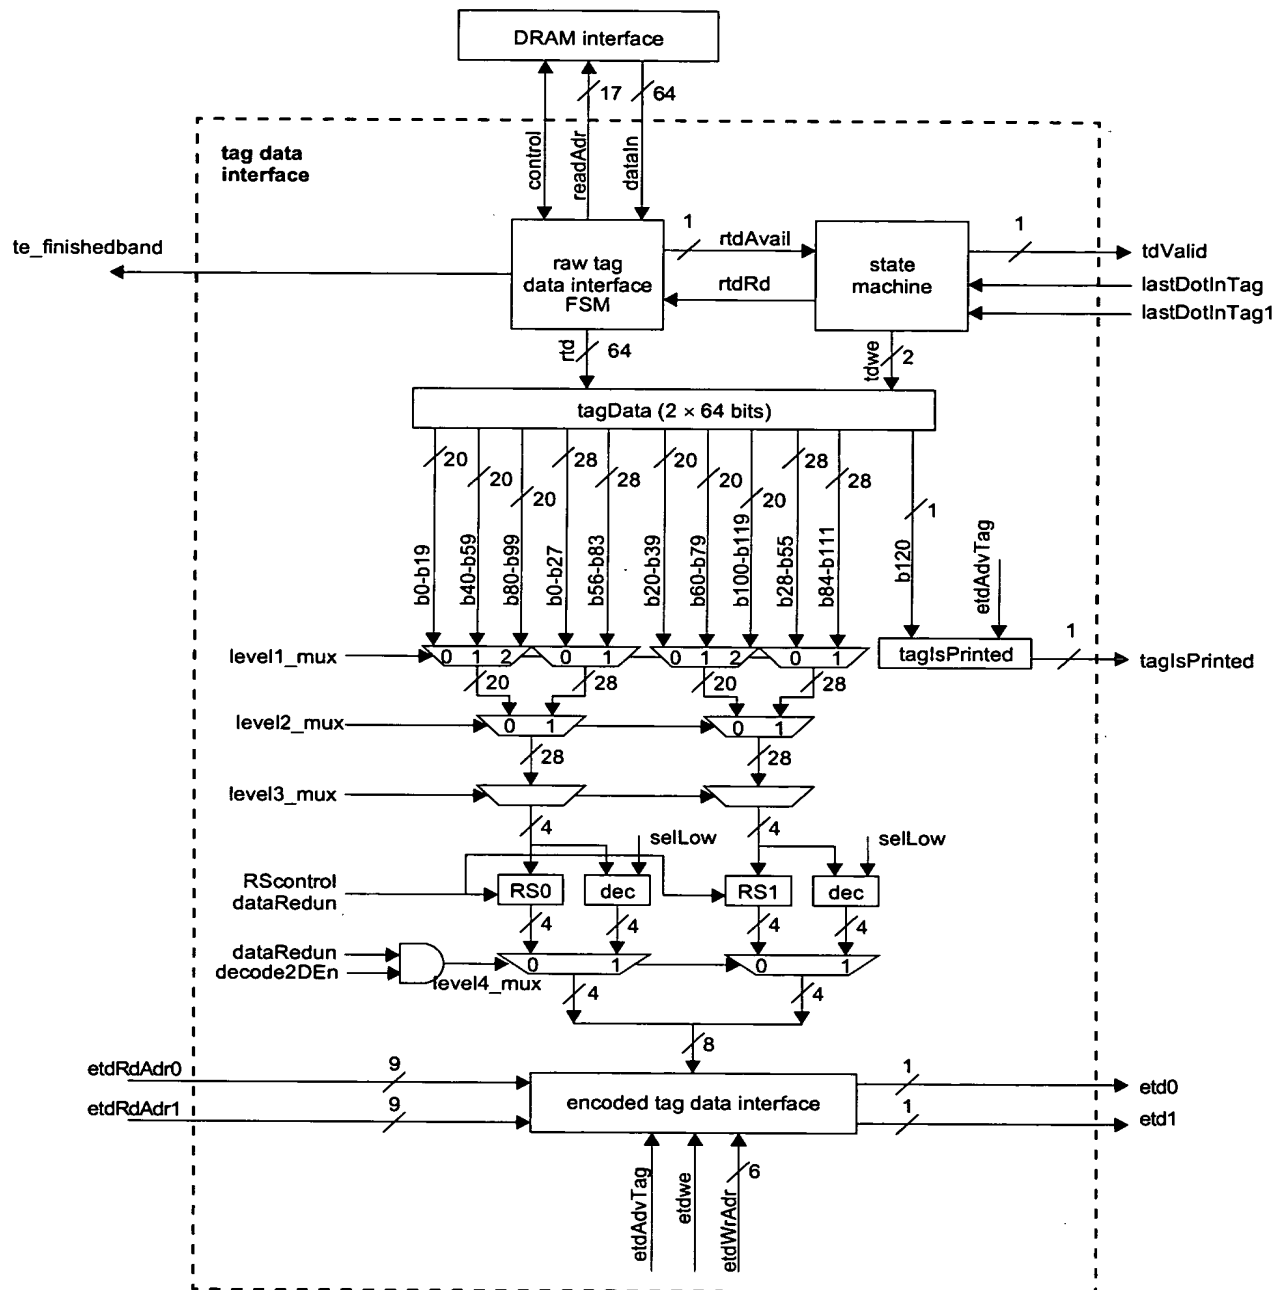 DRAM interface
17
64
control
readAdr
dataIn
tag data
interface
1
rtdAvail
1
te_finishedband
raw tag
data interface
FSM
state
machine
tdValid
rtdRd
lastDotInTag
lastDotInTag1
rtd
64
tdwe
2
tagData (2 × 64 bits)
20
20
20
28
28
20
20
20
28
28
1
b0-b19
b40-b59
b80-b99
b0-b27
b56-b83
b20-b39
b60-b79
b100-b119
b28-b55
b84-b111
b120
etdAdvTag
level1_mux
0 1 2
0 1
0 1 2
0 1
tagIsPrinted
1
tagIsPrinted
20
28
20
28
level2_mux
0 1
0 1
28
28
level3_mux
4
4
selLow
selLow
RScontrol
dataRedun
RS0
dec
RS1
dec
4
4
4
4
dataRedun
decode2DEn
level4_mux
0 1
0 1
4
4
8
etdRdAdr0
9
1
etd0
etdRdAdr1
9
encoded tag data interface
1
etd1
etdAdvTag
etdwe
etdWrAdr
6